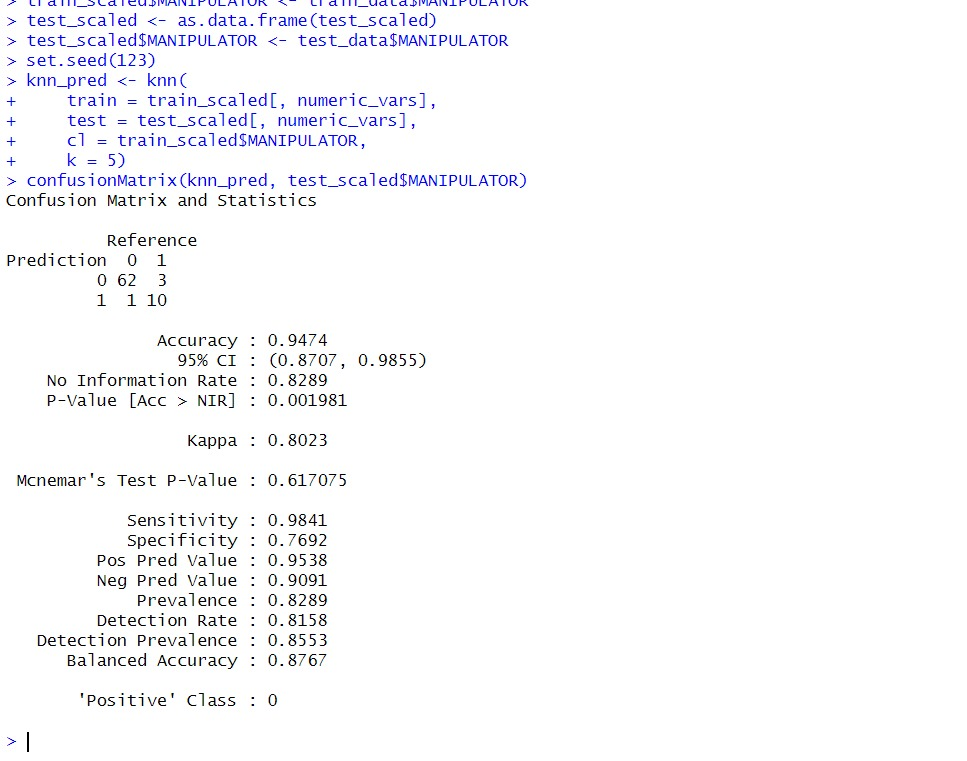 > train_scaled$MANIPULATOR <- train_data$MANIPULATOR
> test_scaled <- as.data.frame(test_scaled)
> test_scaled$MANIPULATOR <- test_data$MANIPULATOR
> set.seed(123)
> knn_pred <- knn(
+     train = train_scaled[, numeric_vars],
+     test = test_scaled[, numeric_vars],
+     cl = train_scaled$MANIPULATOR,
+     k = 5)
> confusionMatrix(knn_pred, test_scaled$MANIPULATOR)
Confusion Matrix and Statistics

          Reference
Prediction  0  1
         0 62  3
         1  1 10

               Accuracy : 0.9474
                 95% CI : (0.8707, 0.9855)
    No Information Rate : 0.8289
    P-Value [Acc > NIR] : 0.001981

                  Kappa : 0.8023

 Mcnemar's Test P-Value : 0.617075

            Sensitivity : 0.9841
            Specificity : 0.7692
         Pos Pred Value : 0.9538
         Neg Pred Value : 0.9091
             Prevalence : 0.8289
         Detection Rate : 0.8158
   Detection Prevalence : 0.8553
      Balanced Accuracy : 0.8767

       'Positive' Class : 0

>